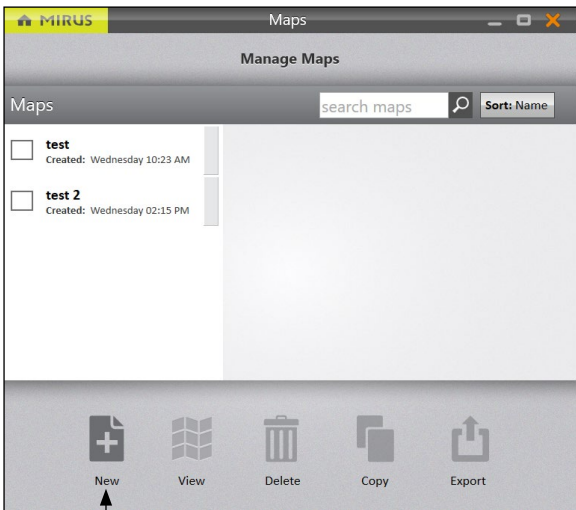 MIRUS
Maps
Manage Maps
Maps
search maps
Sort: Name
test
Created: Wednesday 10:23 AM
test 2
Created: Wednesday 02:15 PM
New
View
Delete
Copy
Export